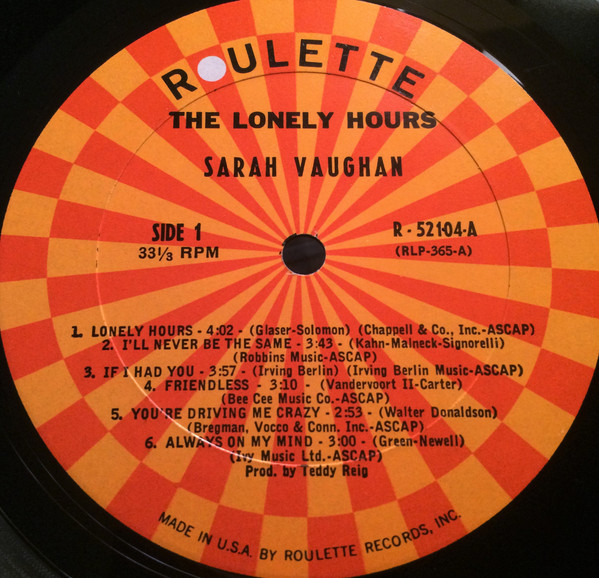 ROULETTE
THE LONELY HOURS
SARAH VAUGHAN
SIDE 1
33⅓ RPM
R - 52104-A
(RLP-365-A)
1. LONELY HOURS - 4:02 - (Glaser-Solomon) (Chappell & Co., Inc.-ASCAP)
2. I'LL NEVER BE THE SAME - 3:43 - (Kahn-Malneck-Signorelli)
(Robbins Music-ASCAP)
3. IF I HAD YOU - 3:57 - (Irving Berlin) (Irving Berlin Music-ASCAP)
4. FRIENDLESS - 3:10 - (Vandervoort II-Carter)
(Bee Cee Music Co.-ASCAP)
5. YOU'RE DRIVING ME CRAZY - 2:53 - (Walter Donaldson)
(Bregman, Vocco & Conn. Inc.-ASCAP)
6. ALWAYS ON MY MIND - 3:00 - (Green-Newell)
(Ivy Music Ltd.-ASCAP)
Prod. by Teddy Reig
MADE IN U.S.A. BY ROULETTE RECORDS, INC.